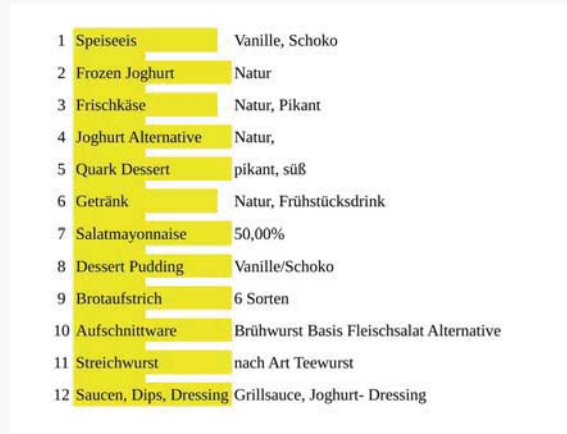 1 Speiseeis Vanille, Schoko
2 Frozen Joghurt Natur
3 Frischkäse Natur, Pikant
4 Joghurt Alternative Natur,
5 Quark Dessert pikant, süß
6 Getränk Natur, Frühstücksdrink
7 Salatmayonnaise 50,00%
8 Dessert Pudding Vanille/Schoko
9 Brotaufstrich 6 Sorten
10 Aufschnittware Brühwurst Basis Fleischsalat Alternative
11 Streichwurst nach Art Teewurst
12 Saucen, Dips, Dressing Grillsauce, Joghurt- Dressing